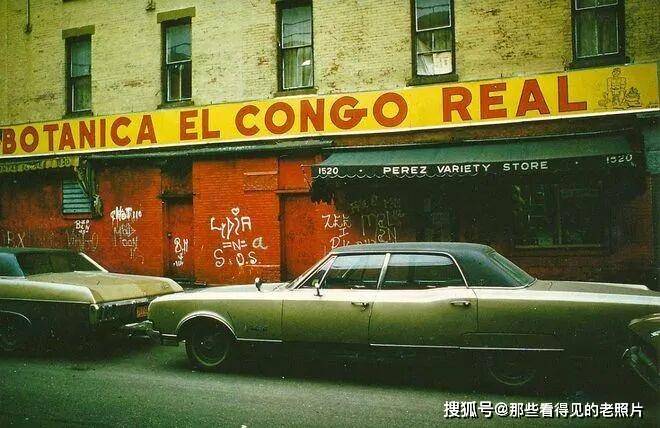 BOTANICA EL CONGO REAL
1520 PEREZ VARIETY STORE 1520
LYDIA
=N=
S.O.S
搜狐号@那些看得见的老照片